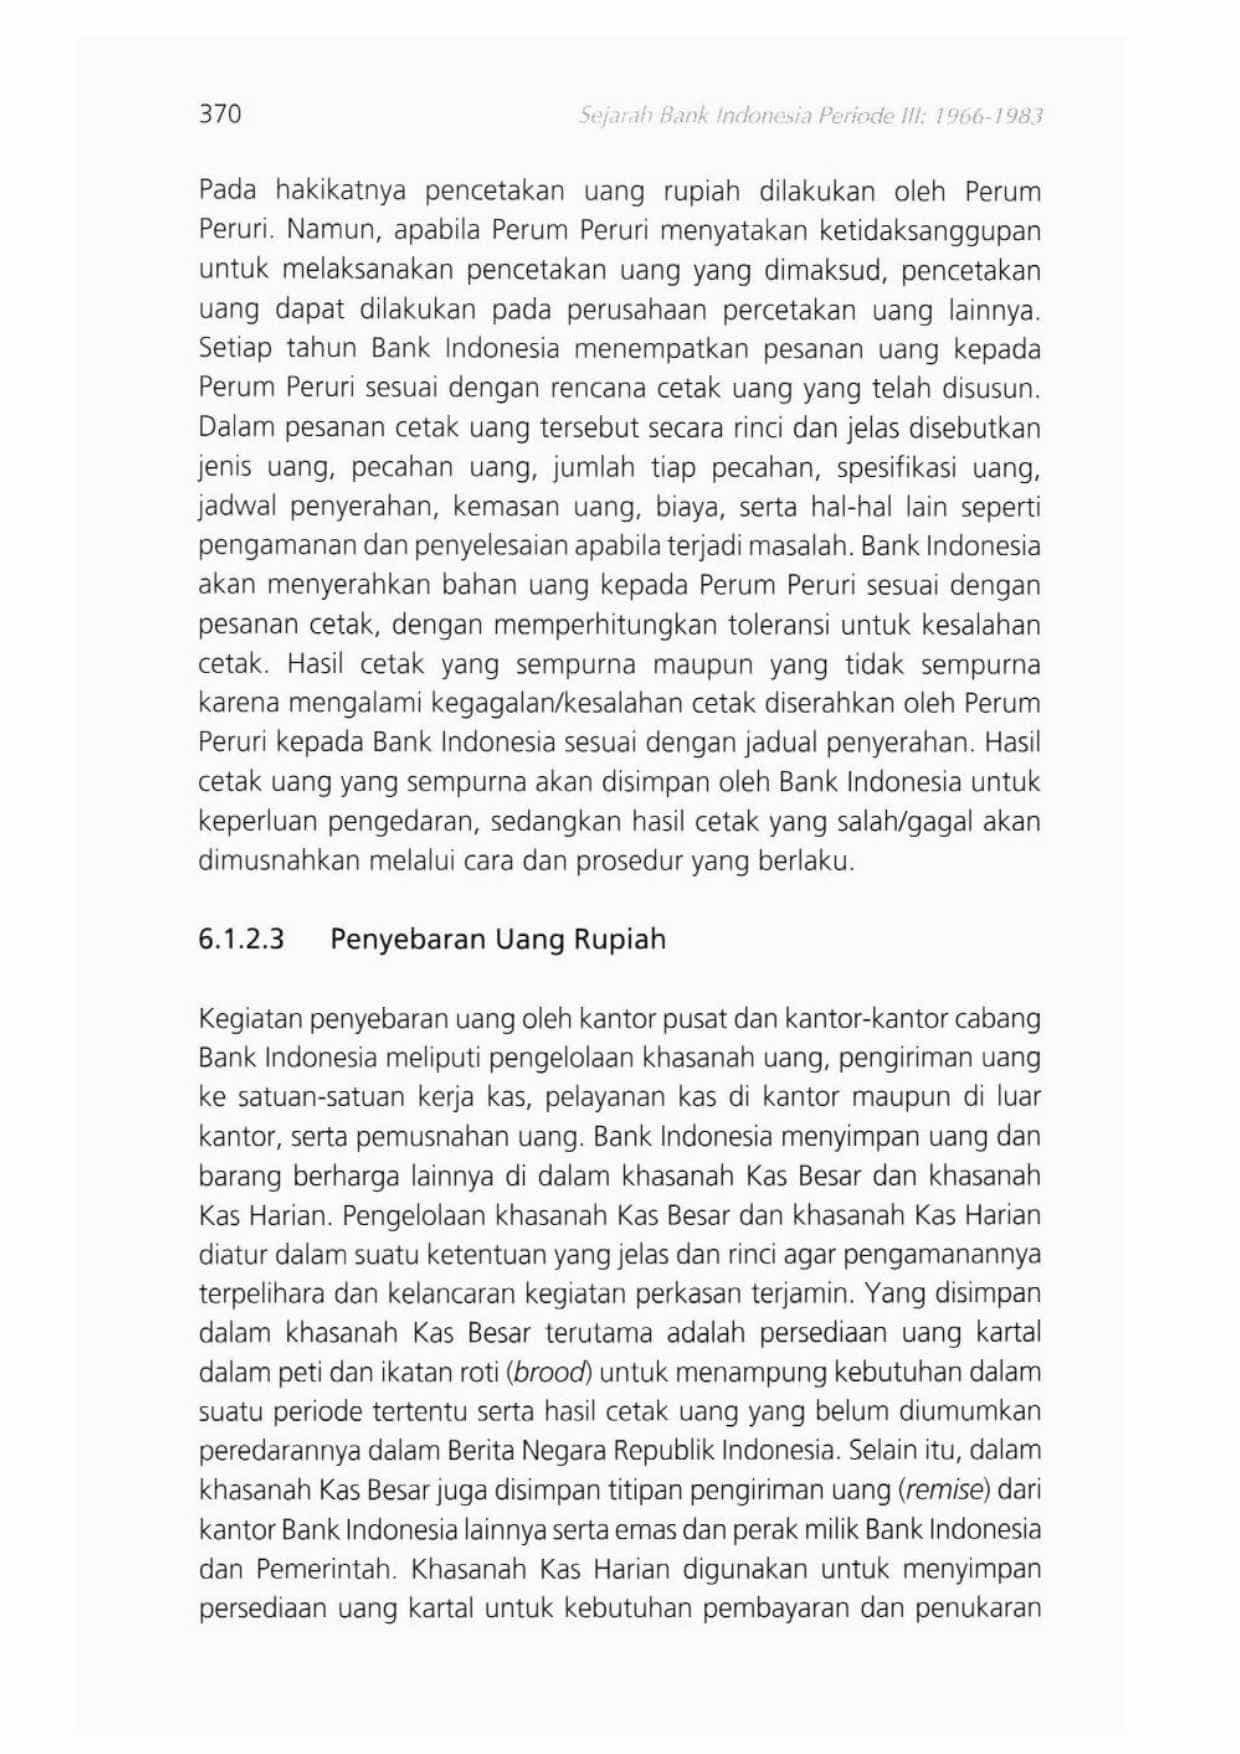 370
Sejarah Bank Indonesia Periode III: 1966-1983
Pada hakikatnya pencetakan uang rupiah dilakukan oleh Perum
Peruri. Namun, apabila Perum Peruri menyatakan ketidaksanggupan
untuk melaksanakan pencetakan uang yang dimaksud, pencetakan
uang dapat dilakukan pada perusahaan percetakan uang lainnya.
Setiap tahun Bank Indonesia menempatkan pesanan uang kepada
Perum Peruri sesuai dengan rencana cetak uang yang telah disusun.
Dalam pesanan cetak uang tersebut secara rinci dan jelas disebutkan
jenis uang, pecahan uang, jumlah tiap pecahan, spesifikasi uang,
jadwal penyerahan, kemasan uang, biaya, serta hal-hal lain seperti
pengamanan dan penyelesaian apabila terjadi masalah. Bank Indonesia
akan menyerahkan bahan uang kepada Perum Peruri sesuai dengan
pesanan cetak, dengan memperhitungkan toleransi untuk kesalahan
cetak. Hasil cetak yang sempurna maupun yang tidak sempurna
karena mengalami kegagalan/kesalahan cetak diserahkan oleh Perum
Peruri kepada Bank Indonesia sesuai dengan jadual penyerahan. Hasil
cetak uang yang sempurna akan disimpan oleh Bank Indonesia untuk
keperluan pengedaran, sedangkan hasil cetak yang salah/gagal akan
dimusnahkan melalui cara dan prosedur yang berlaku.
6.1.2.3 Penyebaran Uang Rupiah
Kegiatan penyebaran uang oleh kantor pusat dan kantor-kantor cabang
Bank Indonesia meliputi pengelolaan khasanah uang, pengiriman uang
ke satuan-satuan kerja kas, pelayanan kas di kantor maupun di luar
kantor, serta pemusnahan uang. Bank Indonesia menyimpan uang dan
barang berharga lainnya di dalam khasanah Kas Besar dan khasanah
Kas Harian. Pengelolaan khasanah Kas Besar dan khasanah Kas Harian
diatur dalam suatu ketentuan yang jelas dan rinci agar pengamanannya
terpelihara dan kelancaran kegiatan perkasan terjamin. Yang disimpan
dalam khasanah Kas Besar terutama adalah persediaan uang kartal
dalam peti dan ikatan roti (brood) untuk menampung kebutuhan dalam
suatu periode tertentu serta hasil cetak uang yang belum diumumkan
peredarannya dalam Berita Negara Republik Indonesia. Selain itu, dalam
khasanah Kas Besar juga disimpan titipan pengiriman uang (remise) dari
kantor Bank Indonesia lainnya serta emas dan perak milik Bank Indonesia
dan Pemerintah. Khasanah Kas Harian digunakan untuk menyimpan
persediaan uang kartal untuk kebutuhan pembayaran dan penukaran